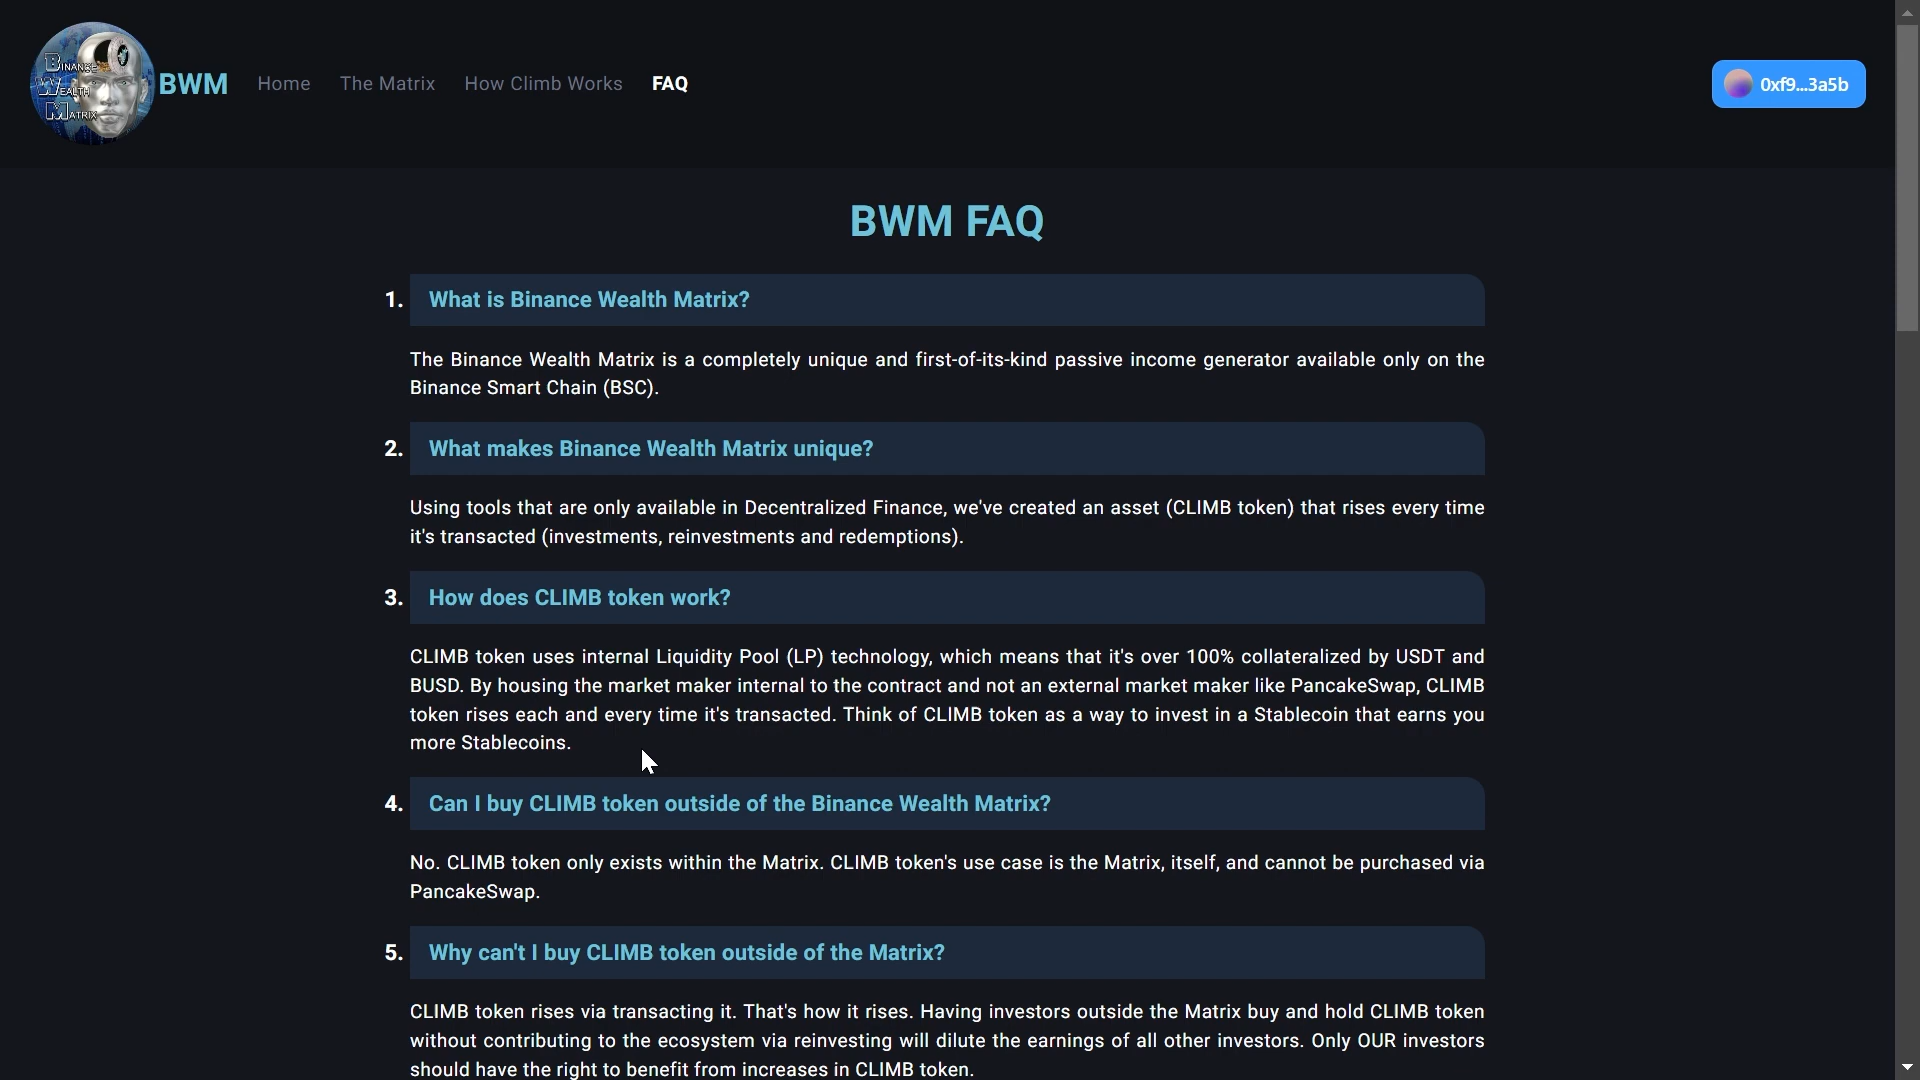 BINANCE
WEALTH
MATRIX
BWM
Home
The Matrix
How Climb Works
FAQ
0xf9...3a5b
BWM FAQ
1. What is Binance Wealth Matrix?
The Binance Wealth Matrix is a completely unique and first-of-its-kind passive income generator available only on the
Binance Smart Chain (BSC).
2. What makes Binance Wealth Matrix unique?
Using tools that are only available in Decentralized Finance, we've created an asset (CLIMB token) that rises every time
it's transacted (investments, reinvestments and redemptions).
3. How does CLIMB token work?
CLIMB token uses internal Liquidity Pool (LP) technology, which means that it's over 100% collateralized by USDT and
BUSD. By housing the market maker internal to the contract and not an external market maker like PancakeSwap, CLIMB
token rises each and every time it's transacted. Think of CLIMB token as a way to invest in a Stablecoin that earns you
more Stablecoins.
4. Can I buy CLIMB token outside of the Binance Wealth Matrix?
No. CLIMB token only exists within the Matrix. CLIMB token's use case is the Matrix, itself, and cannot be purchased via
PancakeSwap.
5. Why can't I buy CLIMB token outside of the Matrix?
CLIMB token rises via transacting it. That's how it rises. Having investors outside the Matrix buy and hold CLIMB token
without contributing to the ecosystem via reinvesting will dilute the earnings of all other investors. Only OUR investors
should have the right to benefit from increases in CLIMB token.